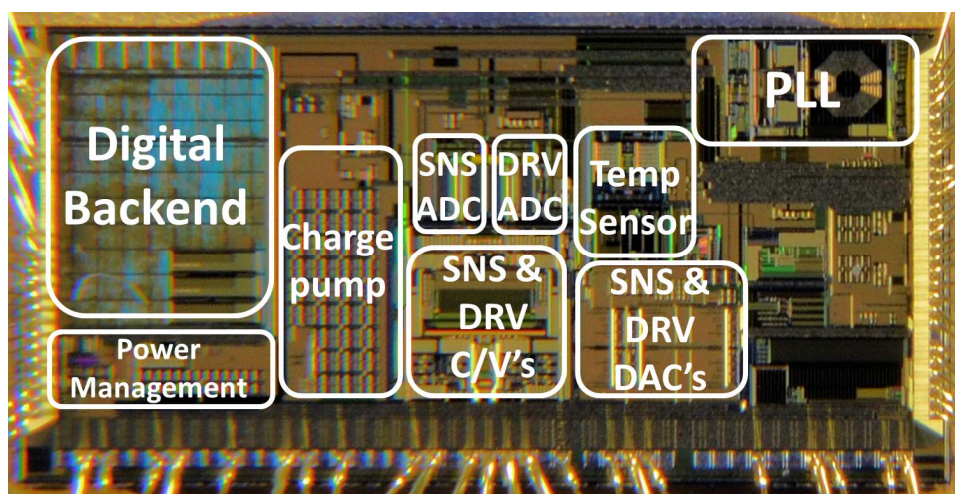 Digital
Backend
Power
Management
Charge
pump
SNS
ADC
DRV
ADC
SNS &
DRV
C/V's
Temp
Sensor
SNS &
DRV
DAC's
PLL